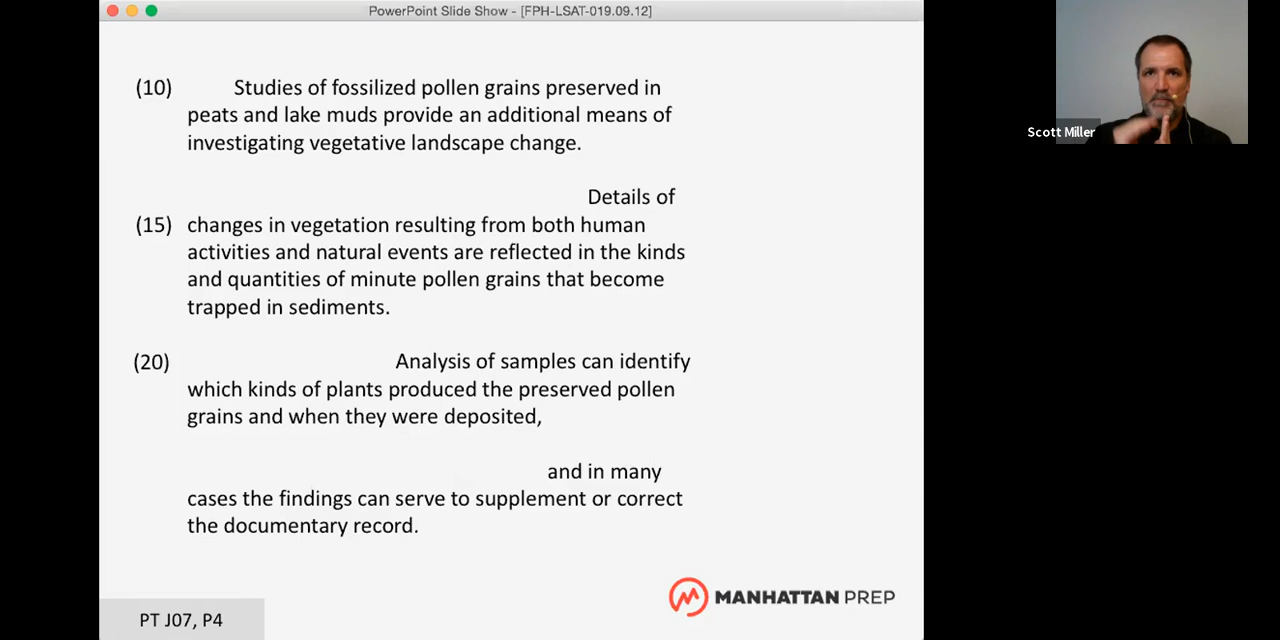 PowerPoint Slide Show - [FPH-LSAT-019.09.12]
(10) Studies of fossilized pollen grains preserved in
peats and lake muds provide an additional means of
investigating vegetative landscape change.
Scott Miller
Details of
(15) changes in vegetation resulting from both human
activities and natural events are reflected in the kinds
and quantities of minute pollen grains that become
trapped in sediments.
(20) Analysis of samples can identify
which kinds of plants produced the preserved pollen
grains and when they were deposited,
and in many
cases the findings can serve to supplement or correct
the documentary record.
MANHATTAN PREP
PT J07, P4